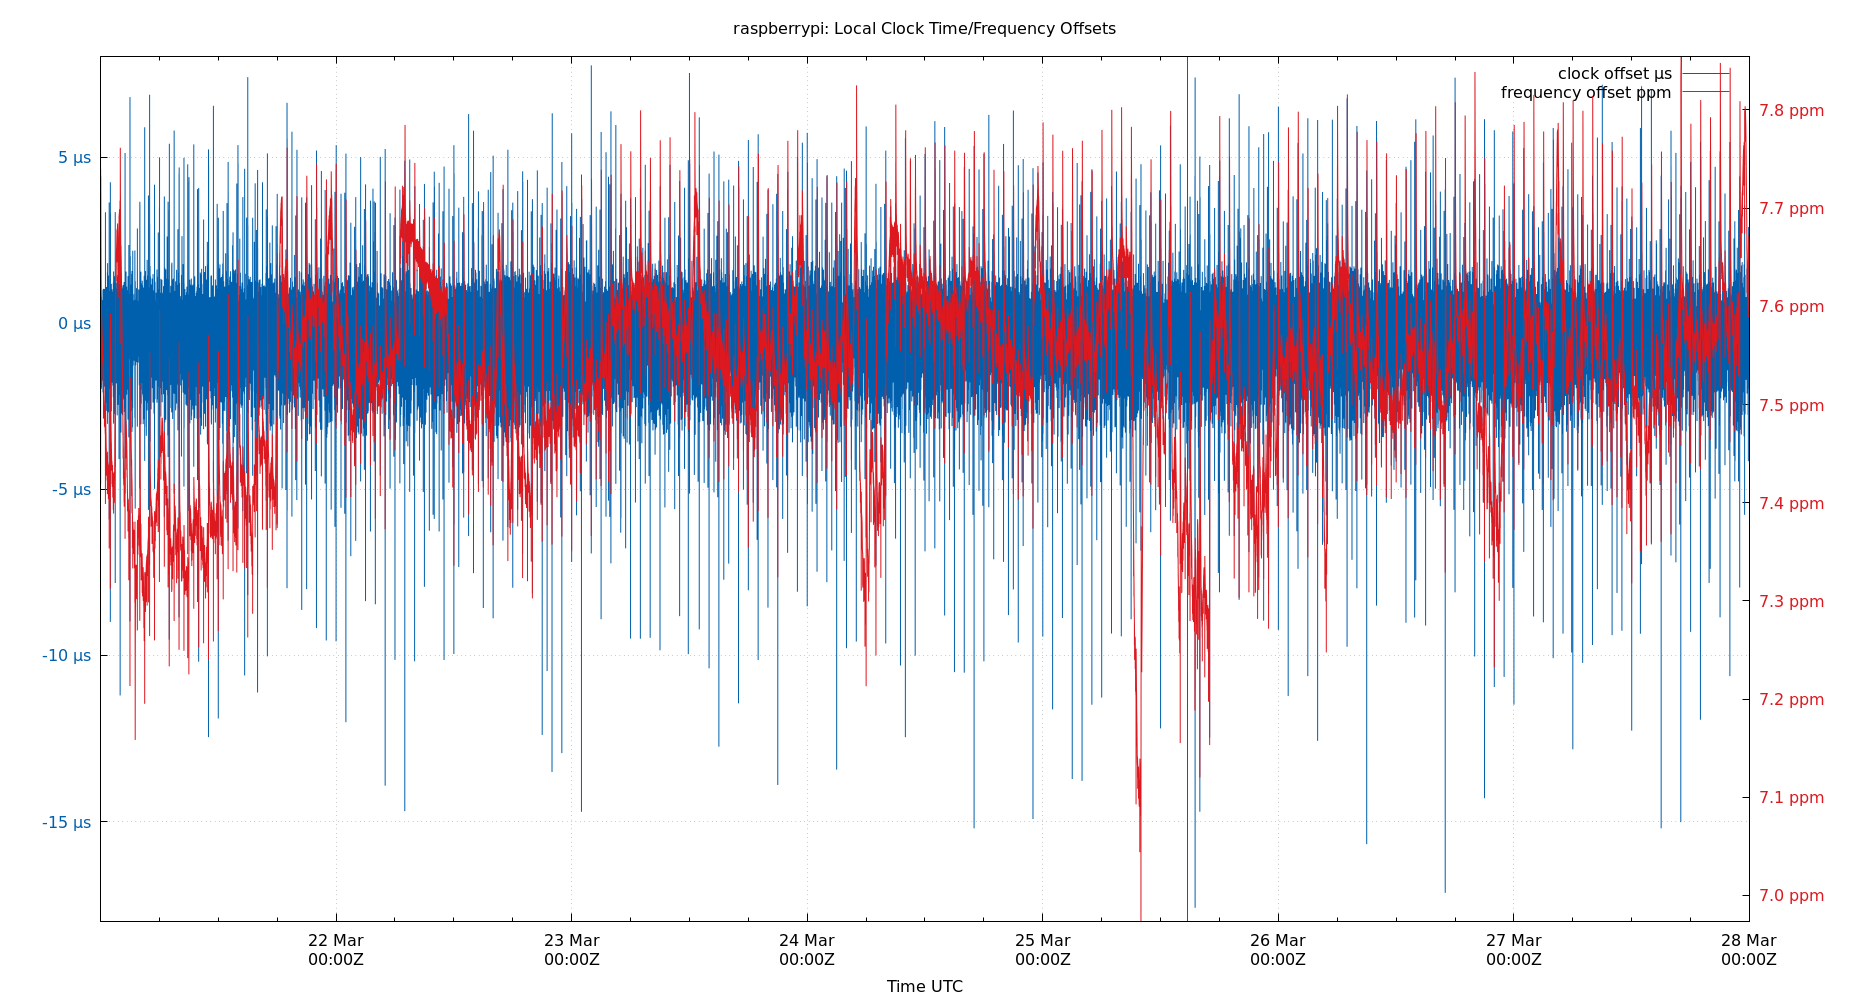 raspberrypi: Local Clock Time/Frequency Offsets
clock offset µs
frequency offset ppm
5 µs
0 µs
-5 µs
-10 µs
-15 µs
7.8 ppm
7.7 ppm
7.6 ppm
7.5 ppm
7.4 ppm
7.3 ppm
7.2 ppm
7.1 ppm
7.0 ppm
22 Mar
00:00Z
23 Mar
00:00Z
24 Mar
00:00Z
25 Mar
00:00Z
26 Mar
00:00Z
27 Mar
00:00Z
28 Mar
00:00Z
Time UTC